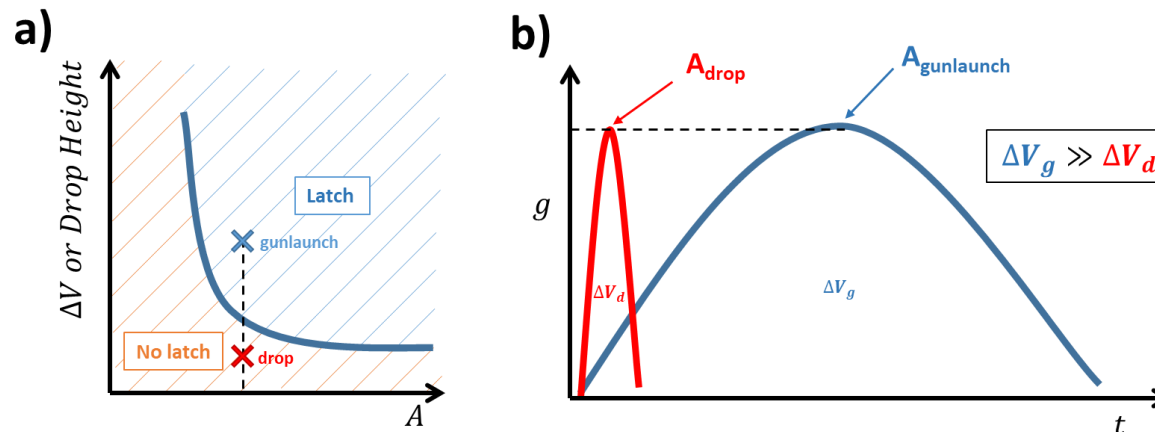 a)
ΔV or Drop Height
Latch
gunlaunch
No latch
drop
A
b)
A_drop
A_gunlaunch
ΔV_g ≫ ΔV_d
g
ΔV_d
ΔV_g
t